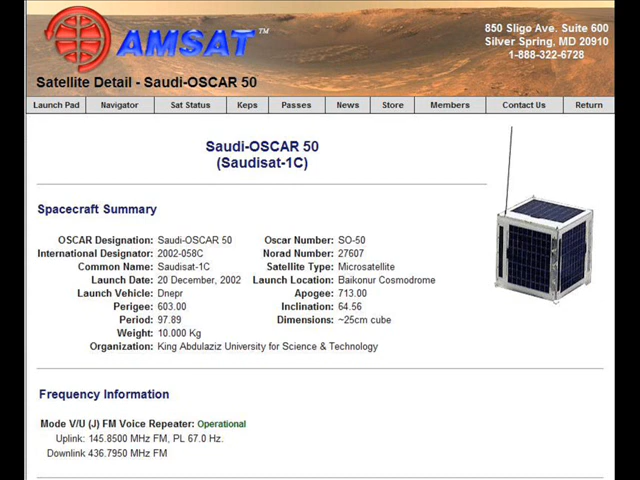 AMSAT™
850 Sligo Ave. Suite 600
Silver Spring, MD 20910
1-888-322-6728
Satellite Detail - Saudi-OSCAR 50
Launch Pad Navigator Sat Status Keps Passes News Store Members Contact Us Return
Saudi-OSCAR 50
(Saudisat-1C)
Spacecraft Summary
OSCAR Designation: Saudi-OSCAR 50 Oscar Number: SO-50
International Designator: 2002-058C Norad Number: 27607
Common Name: Saudisat-1C Satellite Type: Microsatellite
Launch Date: 20 December, 2002 Launch Location: Baikonur Cosmodrome
Launch Vehicle: Dnepr Apogee: 713.00
Perigee: 603.00 Inclination: 64.56
Period: 97.89 Dimensions: ~25cm cube
Weight: 10.000 Kg
Organization: King Abdulaziz University for Science & Technology
Frequency Information
Mode V/U (J) FM Voice Repeater: Operational
Uplink: 145.8500 MHz FM, PL 67.0 Hz.
Downlink 436.7950 MHz FM